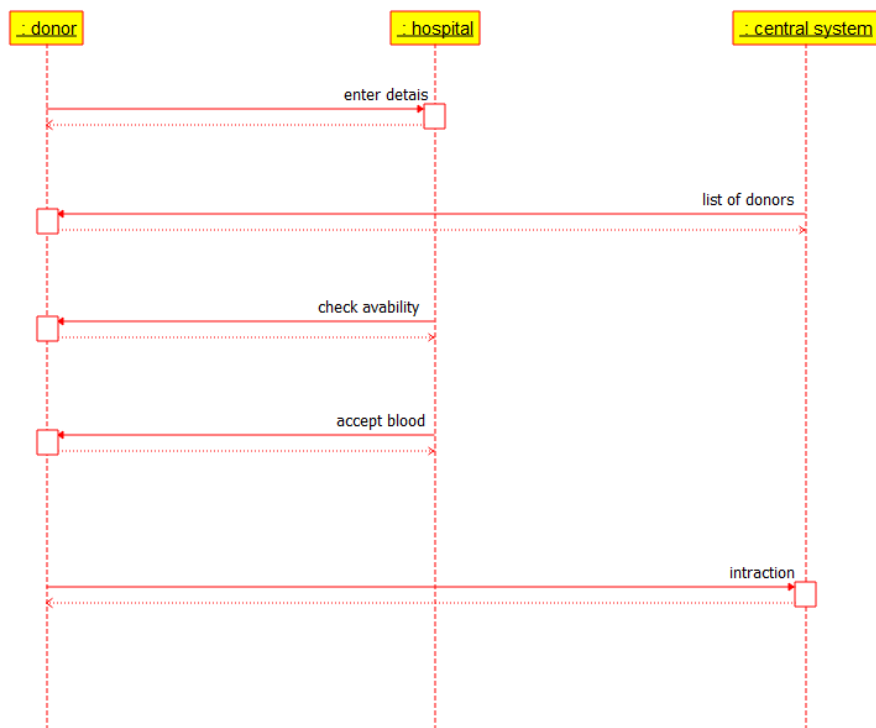 : donor
: hospital
: central system
enter detais
list of donors
check avability
accept blood
intraction